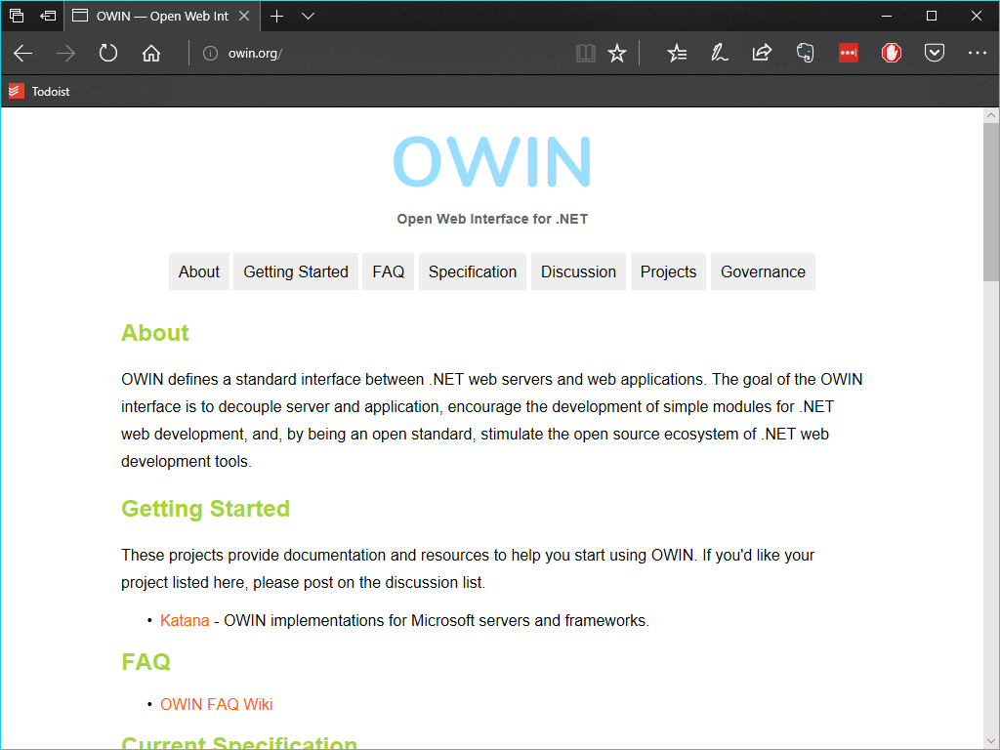 OWIN — Open Web Int
owin.org/
Todoist
OWIN
Open Web Interface for .NET
About Getting Started FAQ Specification Discussion Projects Governance
About
OWIN defines a standard interface between .NET web servers and web applications. The goal of the OWIN
interface is to decouple server and application, encourage the development of simple modules for .NET
web development, and, by being an open standard, stimulate the open source ecosystem of .NET web
development tools.
Getting Started
These projects provide documentation and resources to help you start using OWIN. If you'd like your
project listed here, please post on the discussion list.
• Katana - OWIN implementations for Microsoft servers and frameworks.
FAQ
• OWIN FAQ Wiki
Current Specification